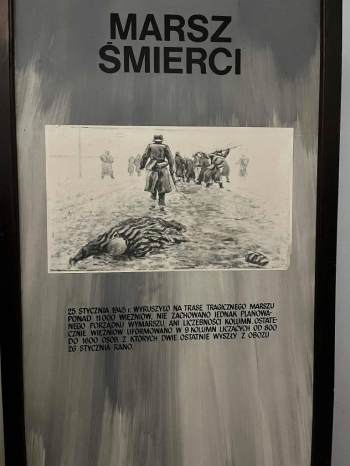 MARSZ
ŚMIERCI
25 STYCZNIA 1945 r. WYRUSZYŁO NA TRASĘ TRAGICZNEGO MARSZU
PONAD 11000 WIĘŹNIÓW. NIE ZACHOWANO JEDNAK PLANOWA-
NEGO PORZĄDKU WYMARSZU, ANI LICZEBNOŚCI KOLUMN. OSTATE-
CZNIE WIĘŹNIÓW UFORMOWANO W 9 KOLUMN LICZĄCYCH OD 800
DO 1600 OSÓB, Z KTÓRYCH DWIE OSTATNIE WYSZŁY Z OBOZU
26 STYCZNIA RANO.